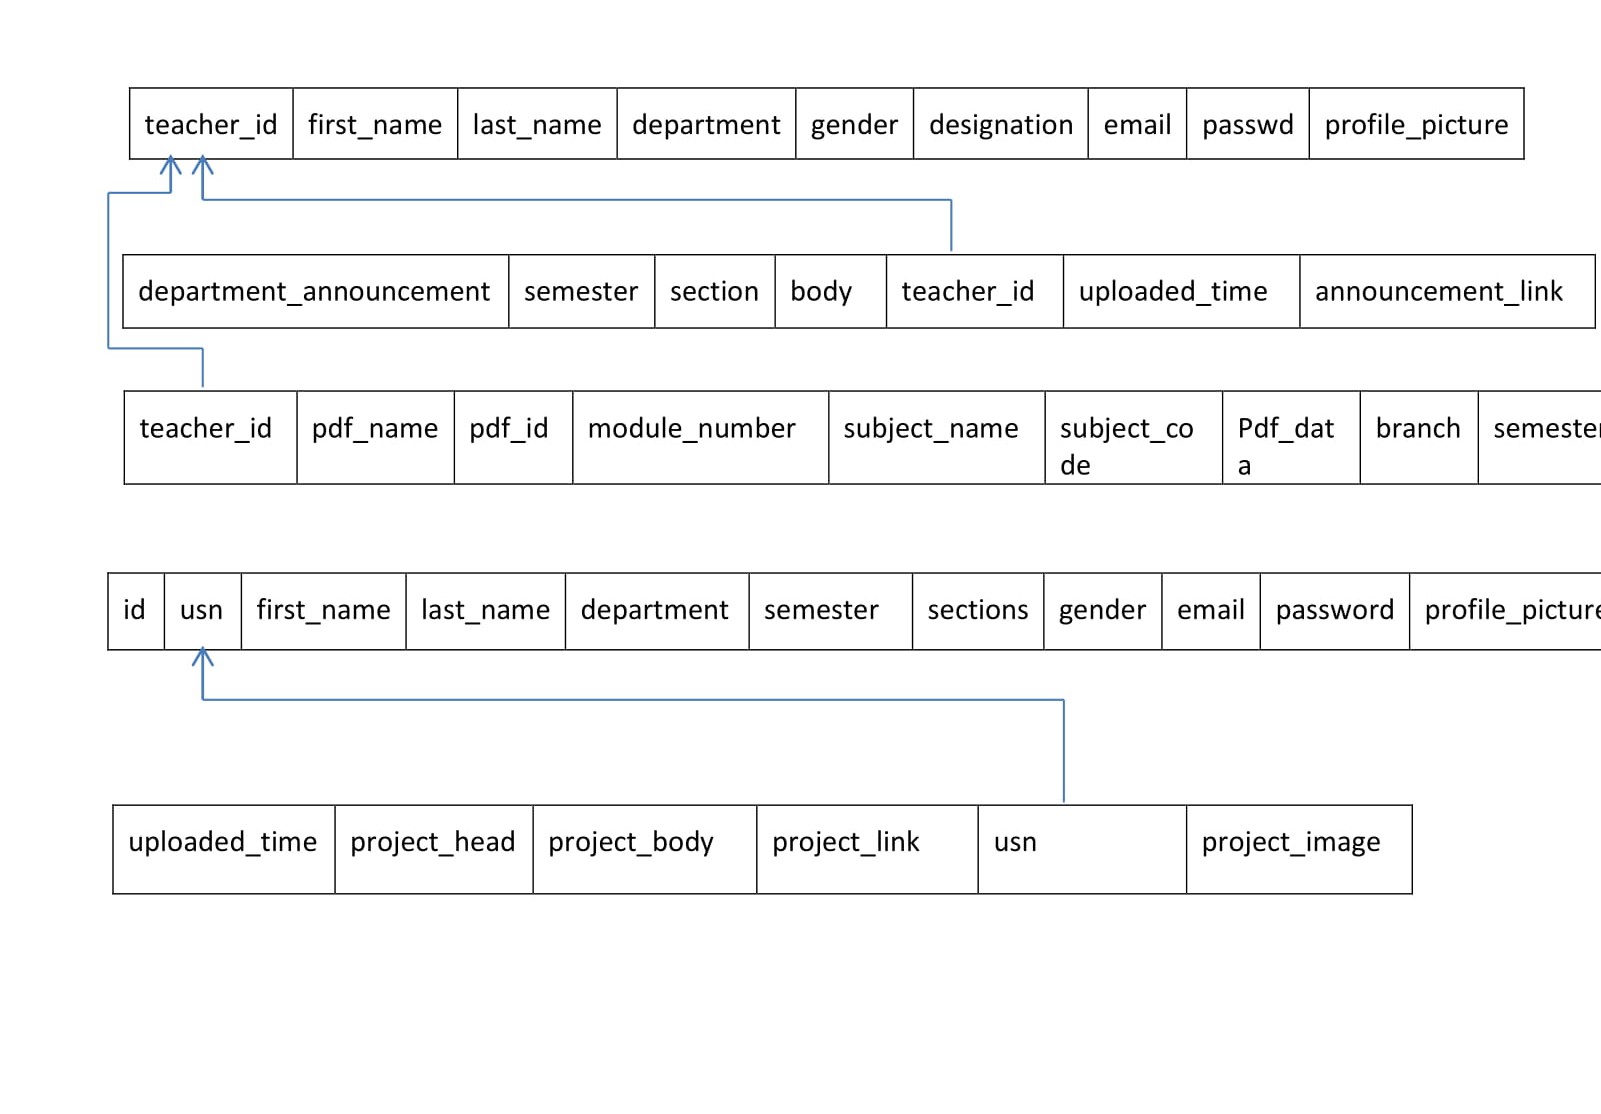 teacher_id first_name last_name department gender designation email passwd profile_picture
department_announcement semester section body teacher_id uploaded_time announcement_link
teacher_id pdf_name pdf_id module_number subject_name subject_co Pdf_dat branch semester
de a
id usn first_name last_name department semester sections gender email password profile_picture
uploaded_time project_head project_body project_link usn project_image